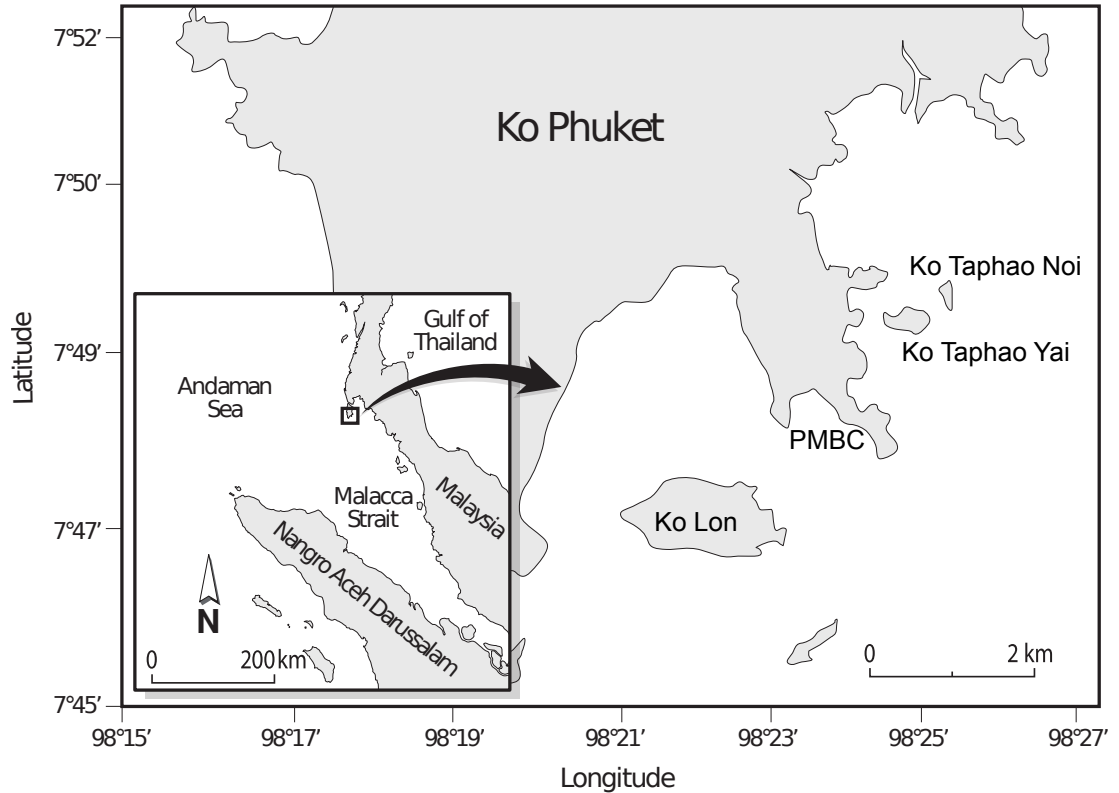 7°52′
Ko Phuket
7°50′
Ko Taphao Noi
Gulf of
Thailand
7°49′
Ko Taphao Yai
Latitude
Andaman
Sea
PMBC
Malacca
Strait
Malaysia
Ko Lon
7°47′
Nangro Aceh Darussalam
N
0 200 km
0 2 km
7°45′
98°15′ 98°17′ 98°19′ 98°21′ 98°23′ 98°25′ 98°27′
Longitude